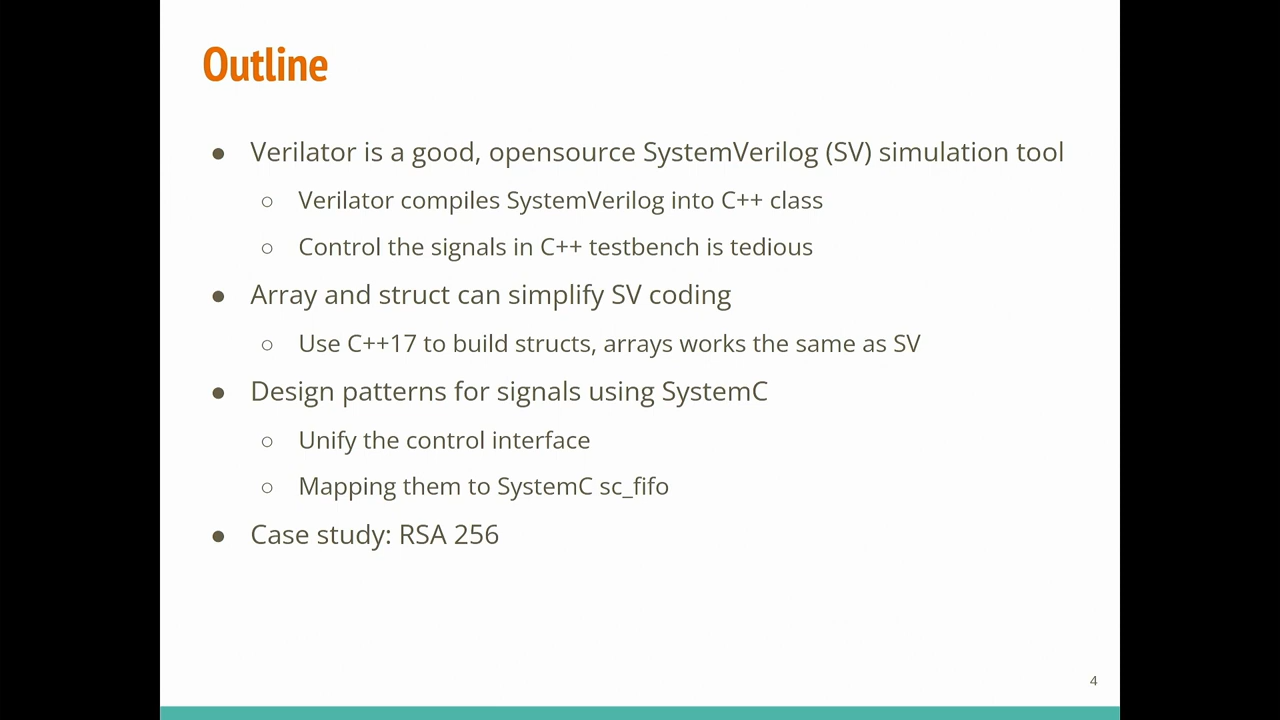 Outline
● Verilator is a good, opensource SystemVerilog (SV) simulation tool
○ Verilator compiles SystemVerilog into C++ class
○ Control the signals in C++ testbench is tedious
● Array and struct can simplify SV coding
○ Use C++17 to build structs, arrays works the same as SV
● Design patterns for signals using SystemC
○ Unify the control interface
○ Mapping them to SystemC sc_fifo
● Case study: RSA 256
4